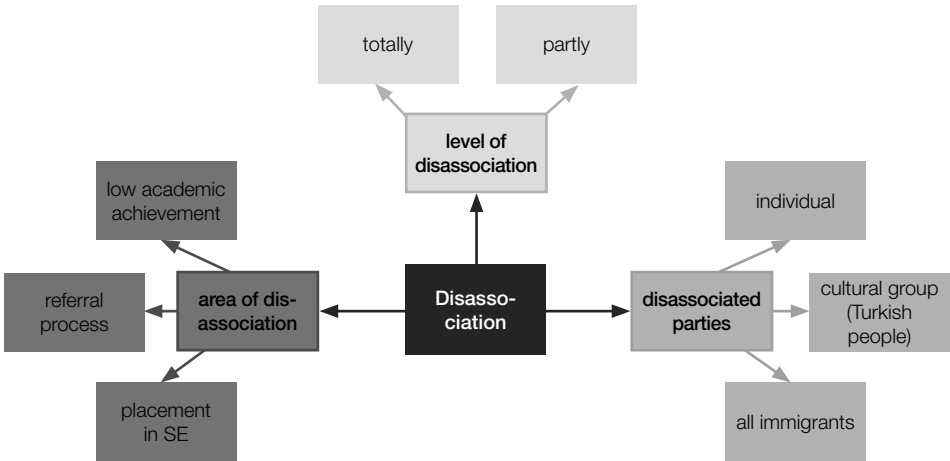 totally
partly
level of
disassociation
low academic
achievement
individual
referral
process
area of dis-
association
Disasso-
ciation
disassociated
parties
cultural group
(Turkish
people)
placement
in SE
all immigrants